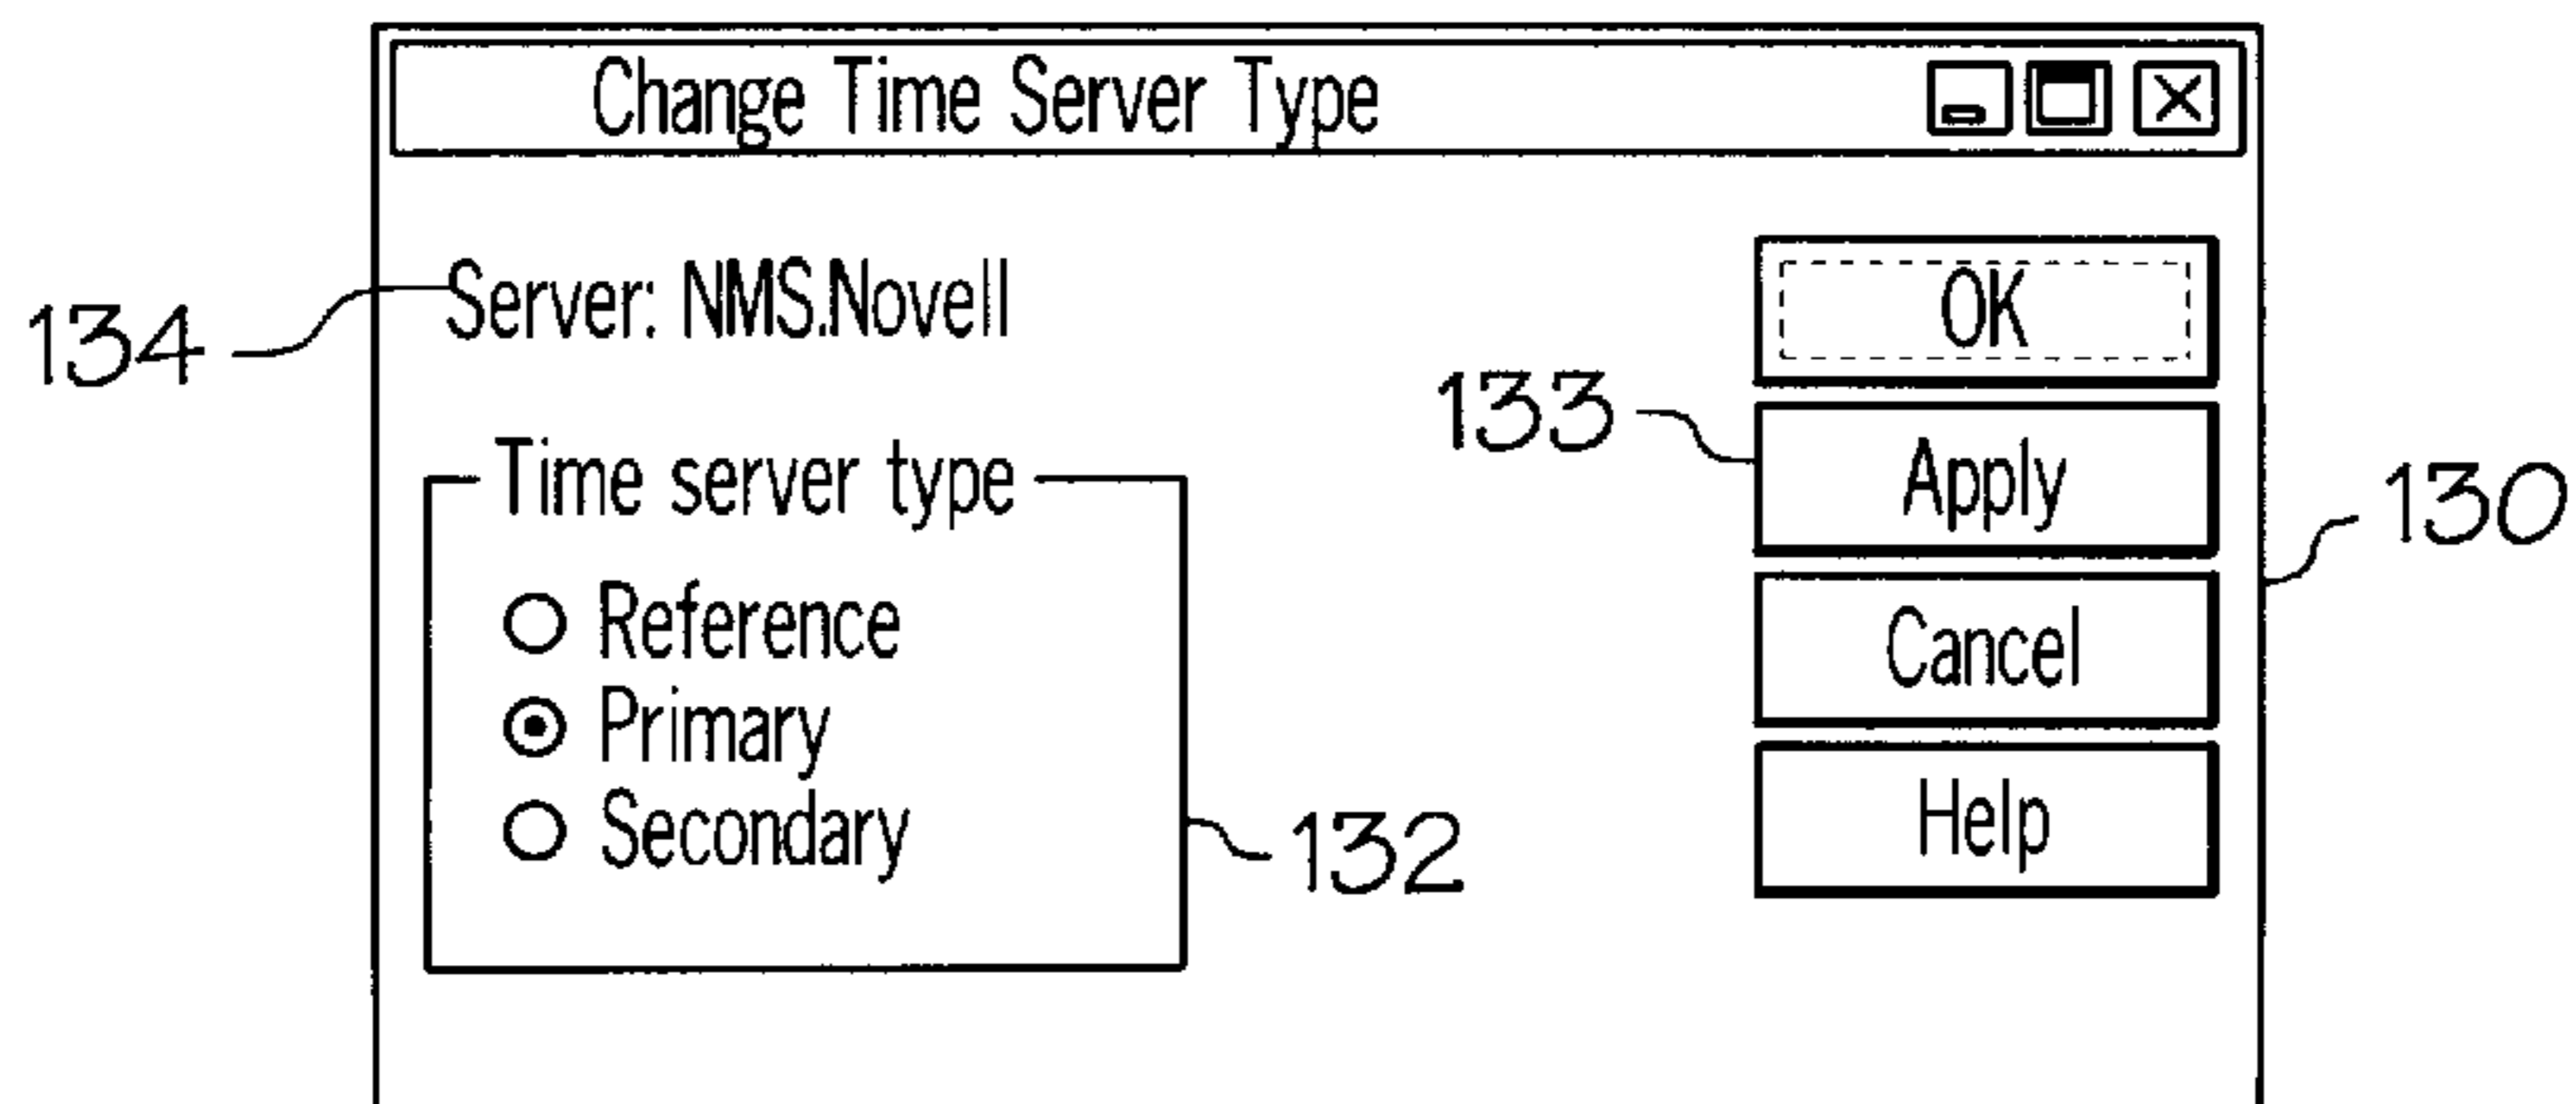 Change Time Server Type
134
Server: NMS.Novell
OK
133
Apply
130
Time server type
Reference
Primary
Secondary
132
Cancel
Help